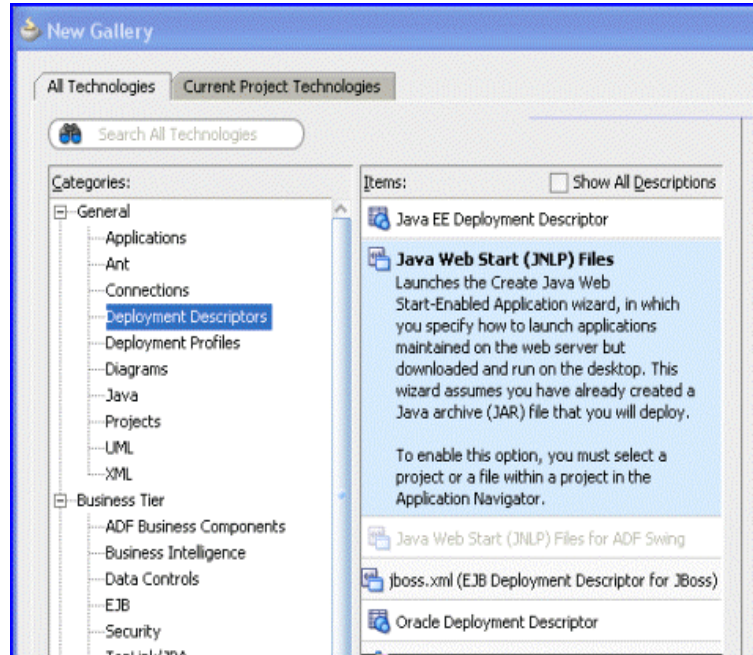 New Gallery
All Technologies
Current Project Technologies
Search All Technologies
Categories:
General
Applications
Ant
Connections
Deployment Descriptors
Deployment Profiles
Diagrams
Java
Projects
UML
XML
Business Tier
ADF Business Components
Business Intelligence
Data Controls
EJB
Security
Items:
Show All Descriptions
Java EE Deployment Descriptor
Java Web Start (JNLP) Files
Launches the Create Java Web
Start-Enabled Application wizard, in which
you specify how to launch applications
maintained on the web server but
downloaded and run on the desktop. This
wizard assumes you have already created a
Java archive (JAR) file that you will deploy.
To enable this option, you must select a
project or a file within a project in the
Application Navigator.
Java Web Start (JNLP) Files for ADF Swing
jboss.xml (EJB Deployment Descriptor for JBoss)
Oracle Deployment Descriptor